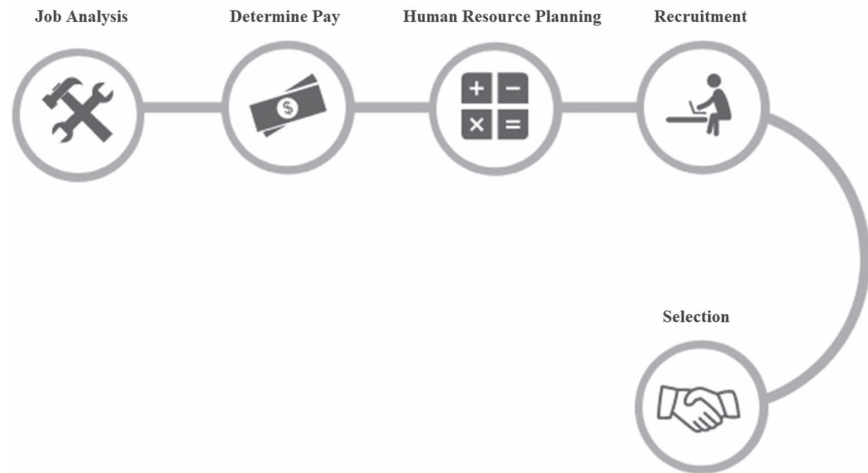 Job Analysis
Determine Pay
Human Resource Planning
Recruitment
$
+ −
× =
Selection